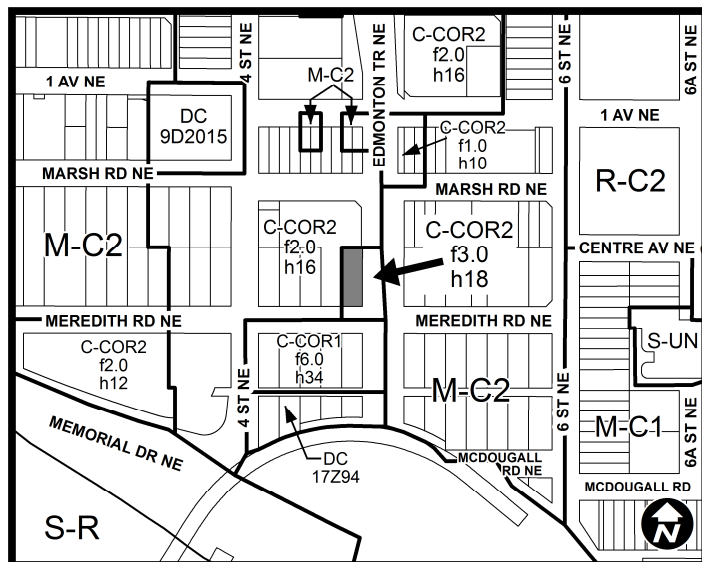 4 ST NE
EDMONTON TR NE
C-COR2
f2.0
h16
6 ST NE
6A ST NE
1 AV NE
M-C2
DC
9D2015
1 AV NE
C-COR2
f1.0
h10
MARSH RD NE
MARSH RD NE
R-C2
M-C2
C-COR2
f2.0
h16
C-COR2
f3.0
h18
CENTRE AV NE
MEREDITH RD NE
MEREDITH RD NE
S-UN
C-COR2
f2.0
h12
C-COR1
f6.0
h34
4 ST NE
M-C2
6 ST NE
M-C1
6A ST NE
MEMORIAL DR NE
DC
17Z94
MCDOUGALL
RD NE
MCDOUGALL RD
S-R
N